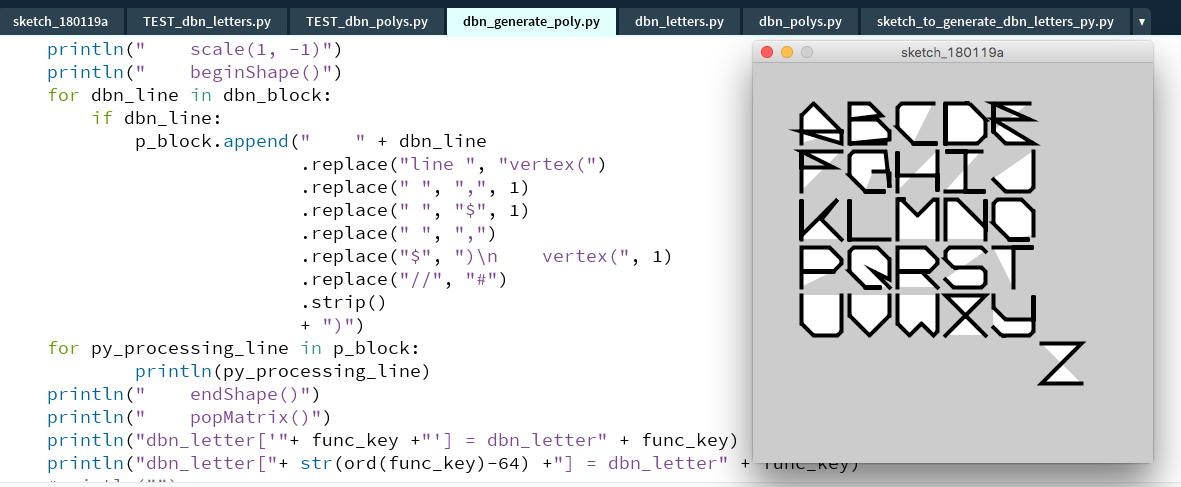 sketch_180119a TEST_dbn_letters.py TEST_dbn_polys.py dbn_generate_poly.py dbn_letters.py dbn_polys.py sketch_to_generate_dbn_letters_py.py ▼
println("    scale(1, -1)")
println("    beginShape()")
for dbn_line in dbn_block:
    if dbn_line:
        p_block.append("    " + dbn_line
                       .replace("line ", "vertex(")
                       .replace(" ", ",", 1)
                       .replace(" ", "$", 1)
                       .replace(" ", ",")
                       .replace("$", ")\n    vertex(", 1)
                       .replace("//", "#")
                       .strip()
                       + ")")
for py_processing_line in p_block:
        println(py_processing_line)
println("    endShape()")
println("    popMatrix()")
println("dbn_letter['"+ func_key +"'] = dbn_letter" + func_key)
println("dbn_letter["+ str(ord(func_key)-64) +"] = dbn_letter" + func_key)
sketch_180119a
ABCDE
FGHIJ
KLMNO
PQRST
UVWXY
Z